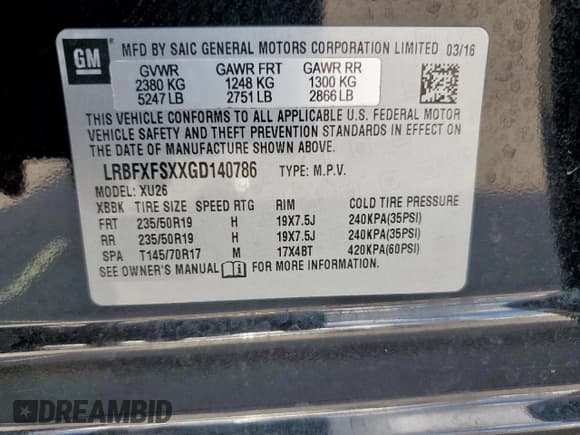 GM
MFD BY SAIC GENERAL MOTORS CORPORATION LIMITED 03/16
GVWR GAWR FRT GAWR RR
2380 KG 1248 KG 1300 KG
5247 LB 2751 LB 2866 LB
THIS VEHICLE CONFORMS TO ALL APPLICABLE U.S. FEDERAL MOTOR
VEHICLE SAFETY AND THEFT PREVENTION STANDARDS IN EFFECT
ON THE DATE OF MANUFACTURE SHOWN ABOVE.
LRBFXFSXXGD140786 TYPE: M.P.V.
MODEL: XU26
XBBK TIRE SIZE SPEED RTG RIM COLD TIRE PRESSURE
FRT 235/50R19 H 19X7.5J 240KPA(35PSI)
RR 235/50R19 H 19X7.5J 240KPA(35PSI)
SPA T145/70R17 M 17X4BT 420KPA(60PSI)
SEE OWNER'S MANUAL FOR MORE INFORMATION.
DREAMBID